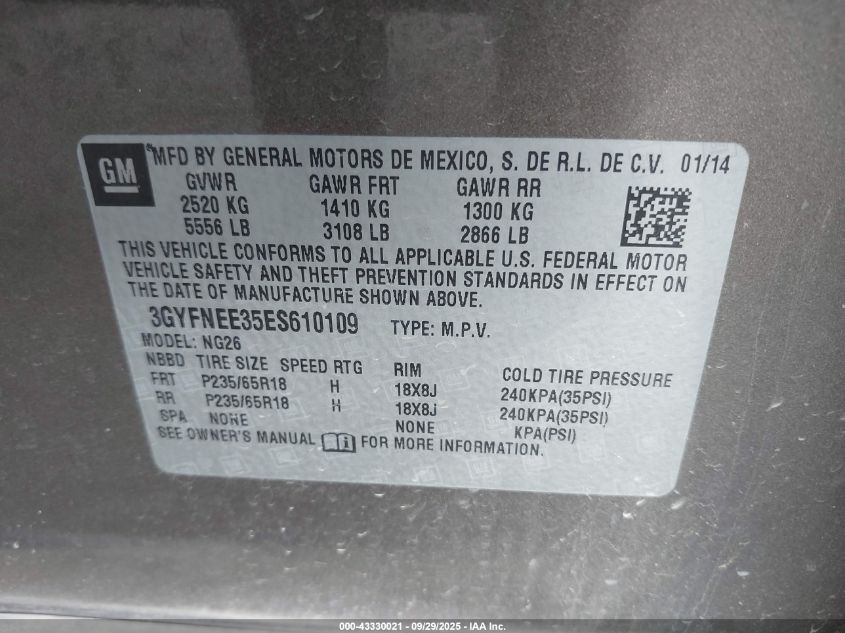 GM
MFD BY GENERAL MOTORS DE MEXICO, S. DE R.L. DE C.V. 01/14
GVWR GAWR FRT GAWR RR
2520 KG 1410 KG 1300 KG
5556 LB 3108 LB 2866 LB
THIS VEHICLE CONFORMS TO ALL APPLICABLE U.S. FEDERAL MOTOR
VEHICLE SAFETY AND THEFT PREVENTION STANDARDS IN EFFECT ON
THE DATE OF MANUFACTURE SHOWN ABOVE.
3GYFNEE35ES610109 TYPE: M.P.V.
MODEL: NG26
NBBD TIRE SIZE SPEED RTG RIM COLD TIRE PRESSURE
FRT P235/65R18 H 18X8J 240KPA(35PSI)
RR P235/65R18 H 18X8J 240KPA(35PSI)
SPA NONE NONE KPA(PSI)
SEE OWNER'S MANUAL FOR MORE INFORMATION.
000-43330021 - 09/29/2025 - IAA Inc.